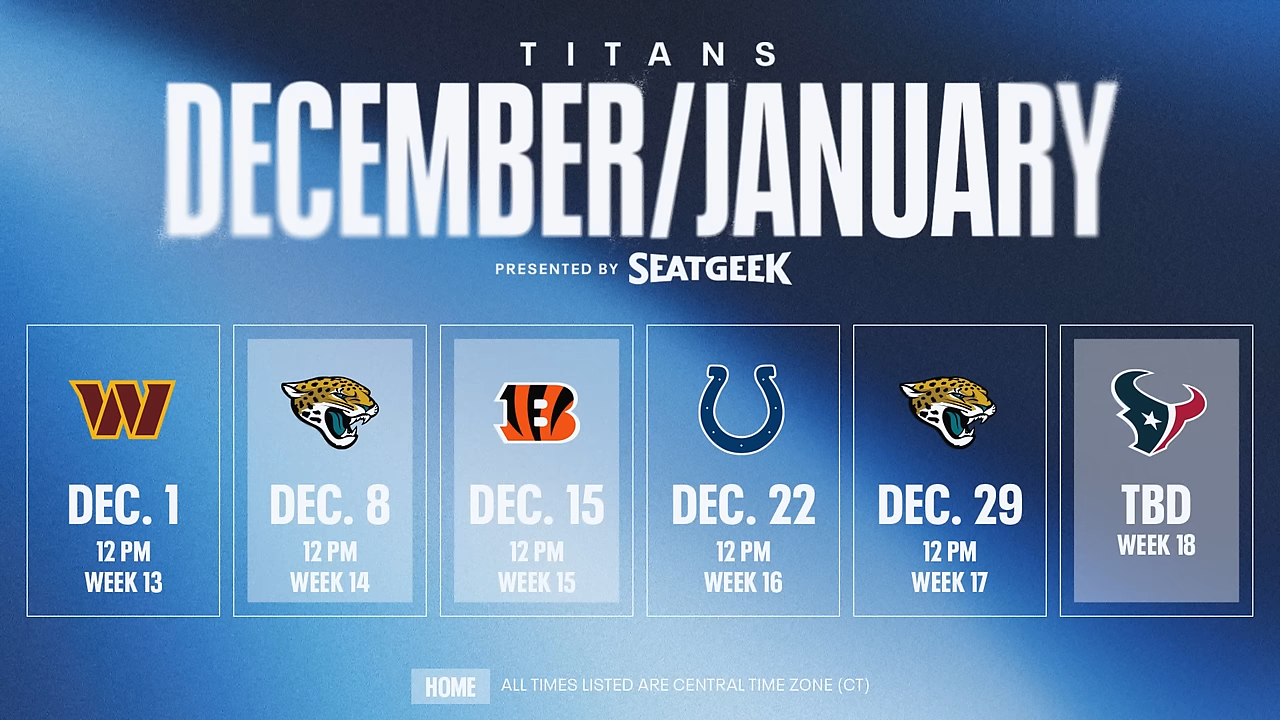 TITANS
DECEMBER/JANUARY
PRESENTED BY SEATGEEK
W
DEC. 1
12 PM
WEEK 13
DEC. 8
12 PM
WEEK 14
B
DEC. 15
12 PM
WEEK 15
DEC. 22
12 PM
WEEK 16
DEC. 29
12 PM
WEEK 17
TBD
WEEK 18
HOME ALL TIMES LISTED ARE CENTRAL TIME ZONE (CT)